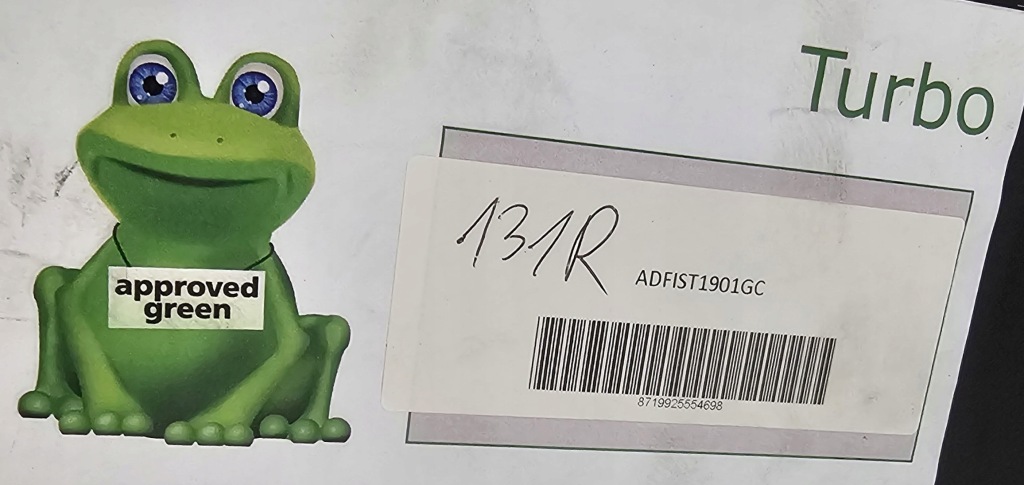 Turbo
131R
ADFIST1901GC
8719925554698
approved
green